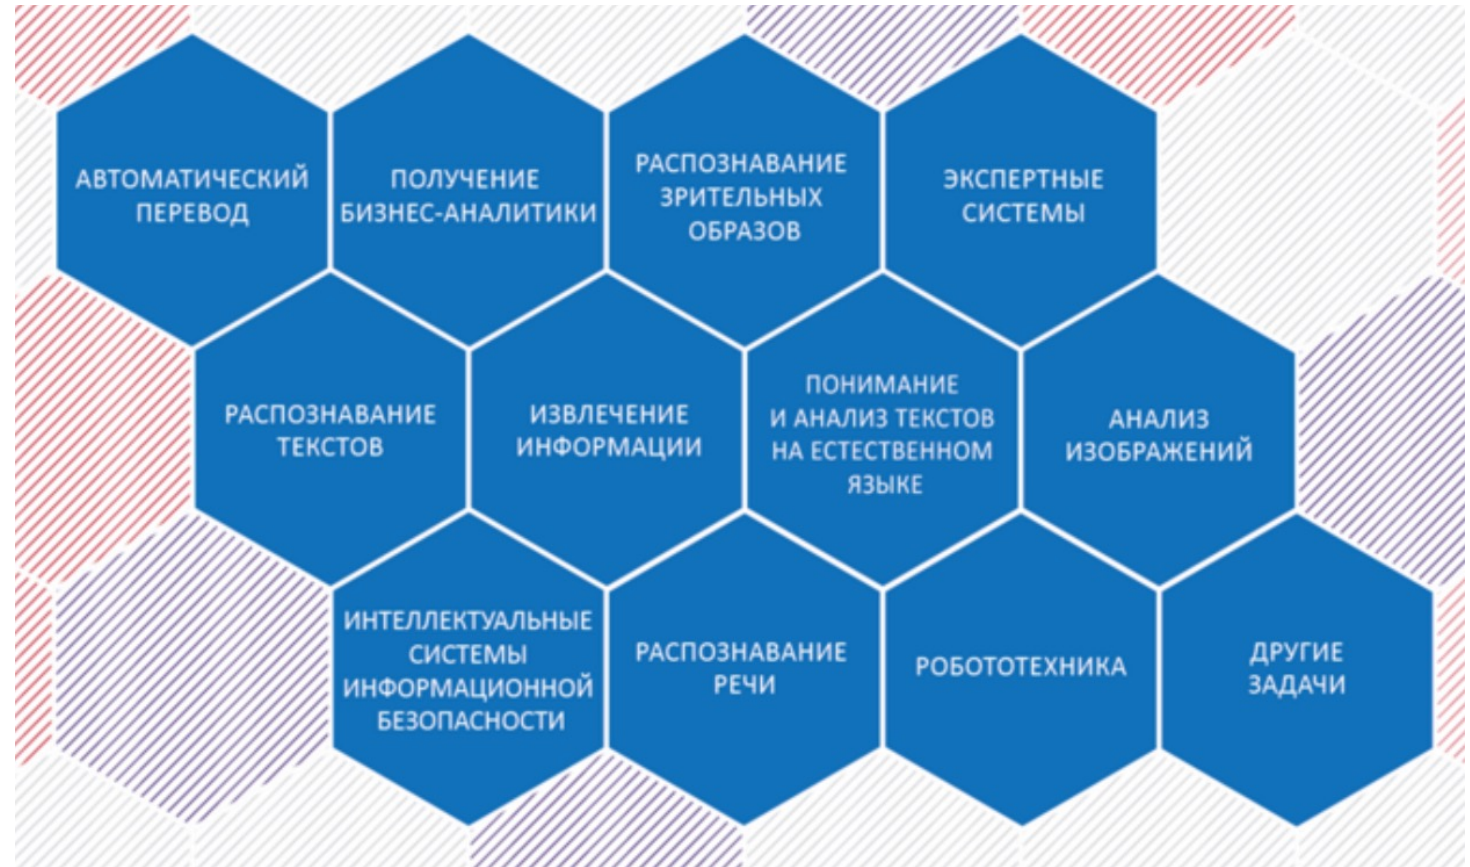 АВТОМАТИЧЕСКИЙ
ПЕРЕВОД
ПОЛУЧЕНИЕ
БИЗНЕС-АНАЛИТИКИ
РАСПОЗНАВАНИЕ
ЗРИТЕЛЬНЫХ
ОБРАЗОВ
ЭКСПЕРТНЫЕ
СИСТЕМЫ
РАСПОЗНАВАНИЕ
ТЕКСТОВ
ИЗВЛЕЧЕНИЕ
ИНФОРМАЦИИ
ПОНИМАНИЕ
И АНАЛИЗ ТЕКСТОВ
НА ЕСТЕСТВЕННОМ
ЯЗЫКЕ
АНАЛИЗ
ИЗОБРАЖЕНИЙ
ИНТЕЛЛЕКТУАЛЬНЫЕ
СИСТЕМЫ
ИНФОРМАЦИОННОЙ
БЕЗОПАСНОСТИ
РАСПОЗНАВАНИЕ
РЕЧИ
РОБОТОТЕХНИКА
ДРУГИЕ
ЗАДАЧИ